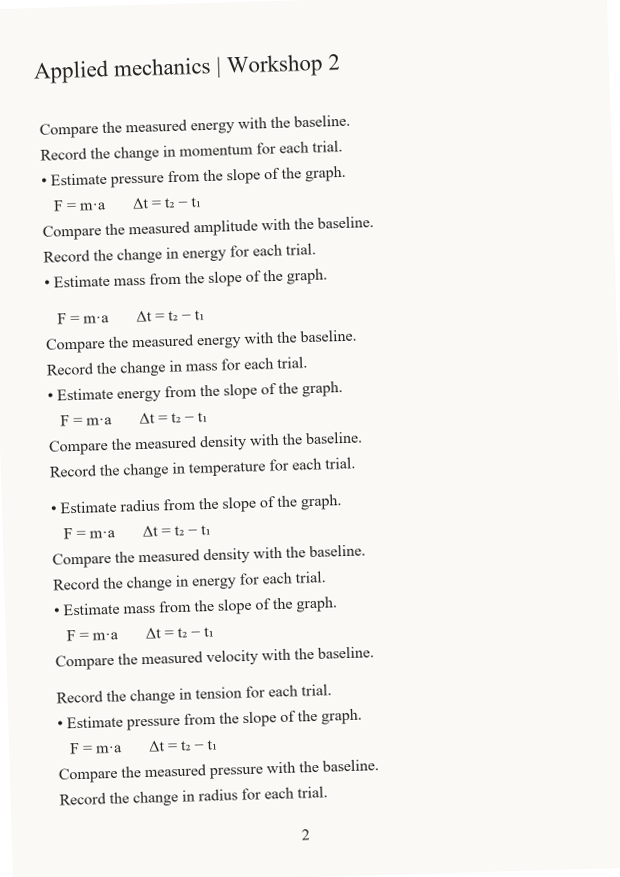 Applied mechanics | Workshop 2
Compare the measured energy with the baseline.
Record the change in momentum for each trial.
• Estimate pressure from the slope of the graph.
F = m·a Δt = t₂ − t₁
Compare the measured amplitude with the baseline.
Record the change in energy for each trial.
• Estimate mass from the slope of the graph.
F = m·a Δt = t₂ − t₁
Compare the measured energy with the baseline.
Record the change in mass for each trial.
• Estimate energy from the slope of the graph.
F = m·a Δt = t₂ − t₁
Compare the measured density with the baseline.
Record the change in temperature for each trial.
• Estimate radius from the slope of the graph.
F = m·a Δt = t₂ − t₁
Compare the measured density with the baseline.
Record the change in energy for each trial.
• Estimate mass from the slope of the graph.
F = m·a Δt = t₂ − t₁
Compare the measured velocity with the baseline.
Record the change in tension for each trial.
• Estimate pressure from the slope of the graph.
F = m·a Δt = t₂ − t₁
Compare the measured pressure with the baseline.
Record the change in radius for each trial.
2